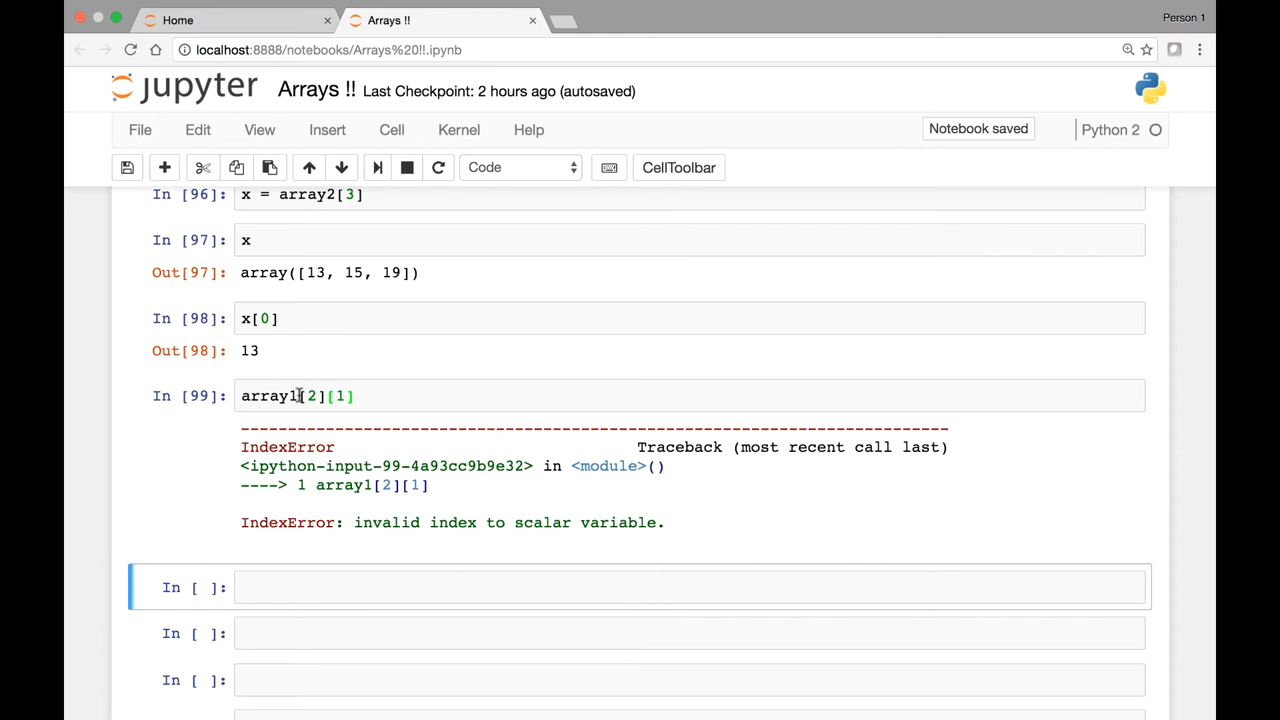 Home
Arrays !!
Person 1
localhost:8888/notebooks/Arrays%20!!.ipynb
jupyter Arrays !! Last Checkpoint: 2 hours ago (autosaved)
File Edit View Insert Cell Kernel Help Notebook saved Python 2
Code CellToolbar
In [96]: x = array2[3]
In [97]: x
Out[97]: array([13, 15, 19])
In [98]: x[0]
Out[98]: 13
In [99]: array1[2][1]
---------------------------------------------------------------------------
IndexError Traceback (most recent call last)
<ipython-input-99-4a93cc9b9e32> in <module>()
----> 1 array1[2][1]
IndexError: invalid index to scalar variable.
In [ ]:
In [ ]:
In [ ]: